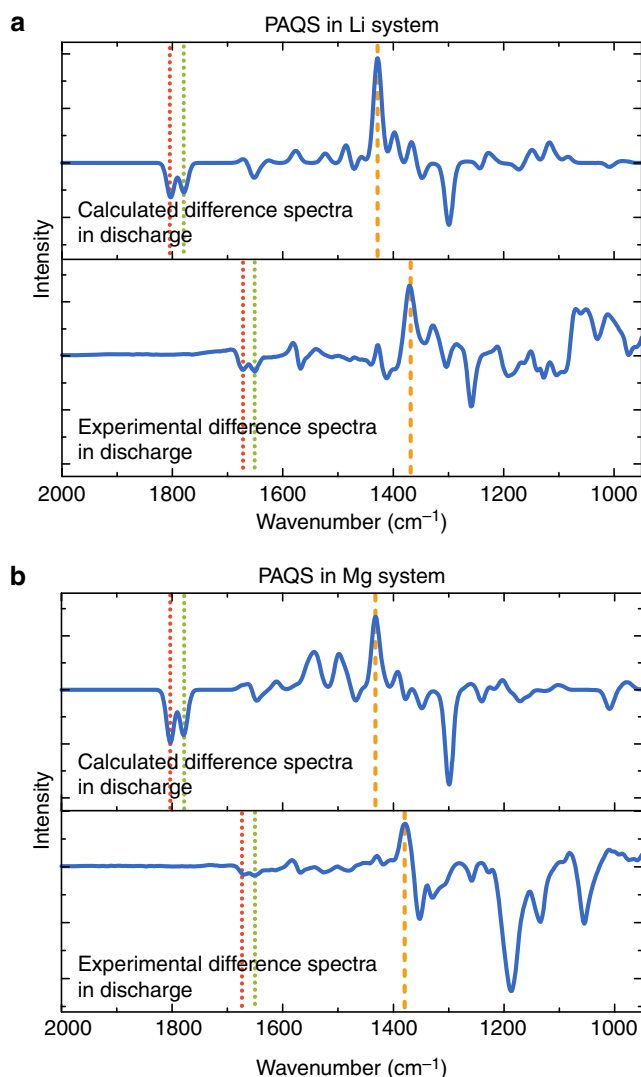 a
PAQS in Li system
Calculated difference spectra
in discharge
Intensity
Experimental difference spectra
in discharge
2000 1800 1600 1400 1200 1000
Wavenumber (cm⁻¹)
b
PAQS in Mg system
Calculated difference spectra
in discharge
Intensity
Experimental difference spectra
in discharge
2000 1800 1600 1400 1200 1000
Wavenumber (cm⁻¹)